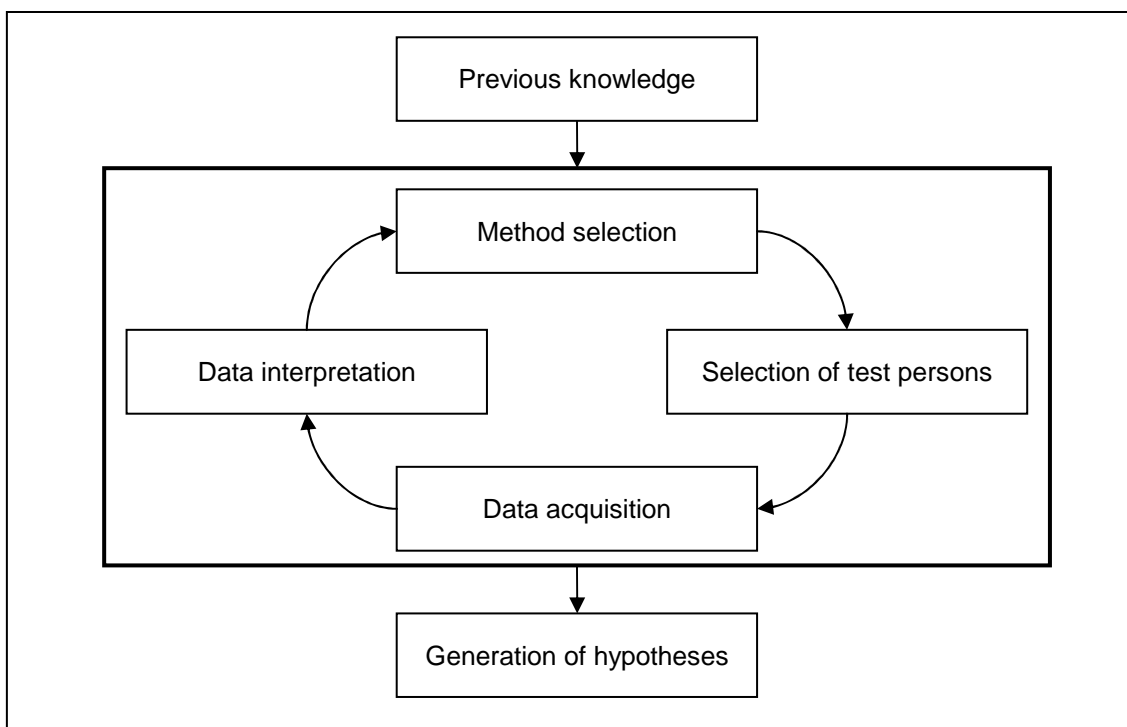 Previous knowledge
Method selection
Data interpretation
Selection of test persons
Data acquisition
Generation of hypotheses